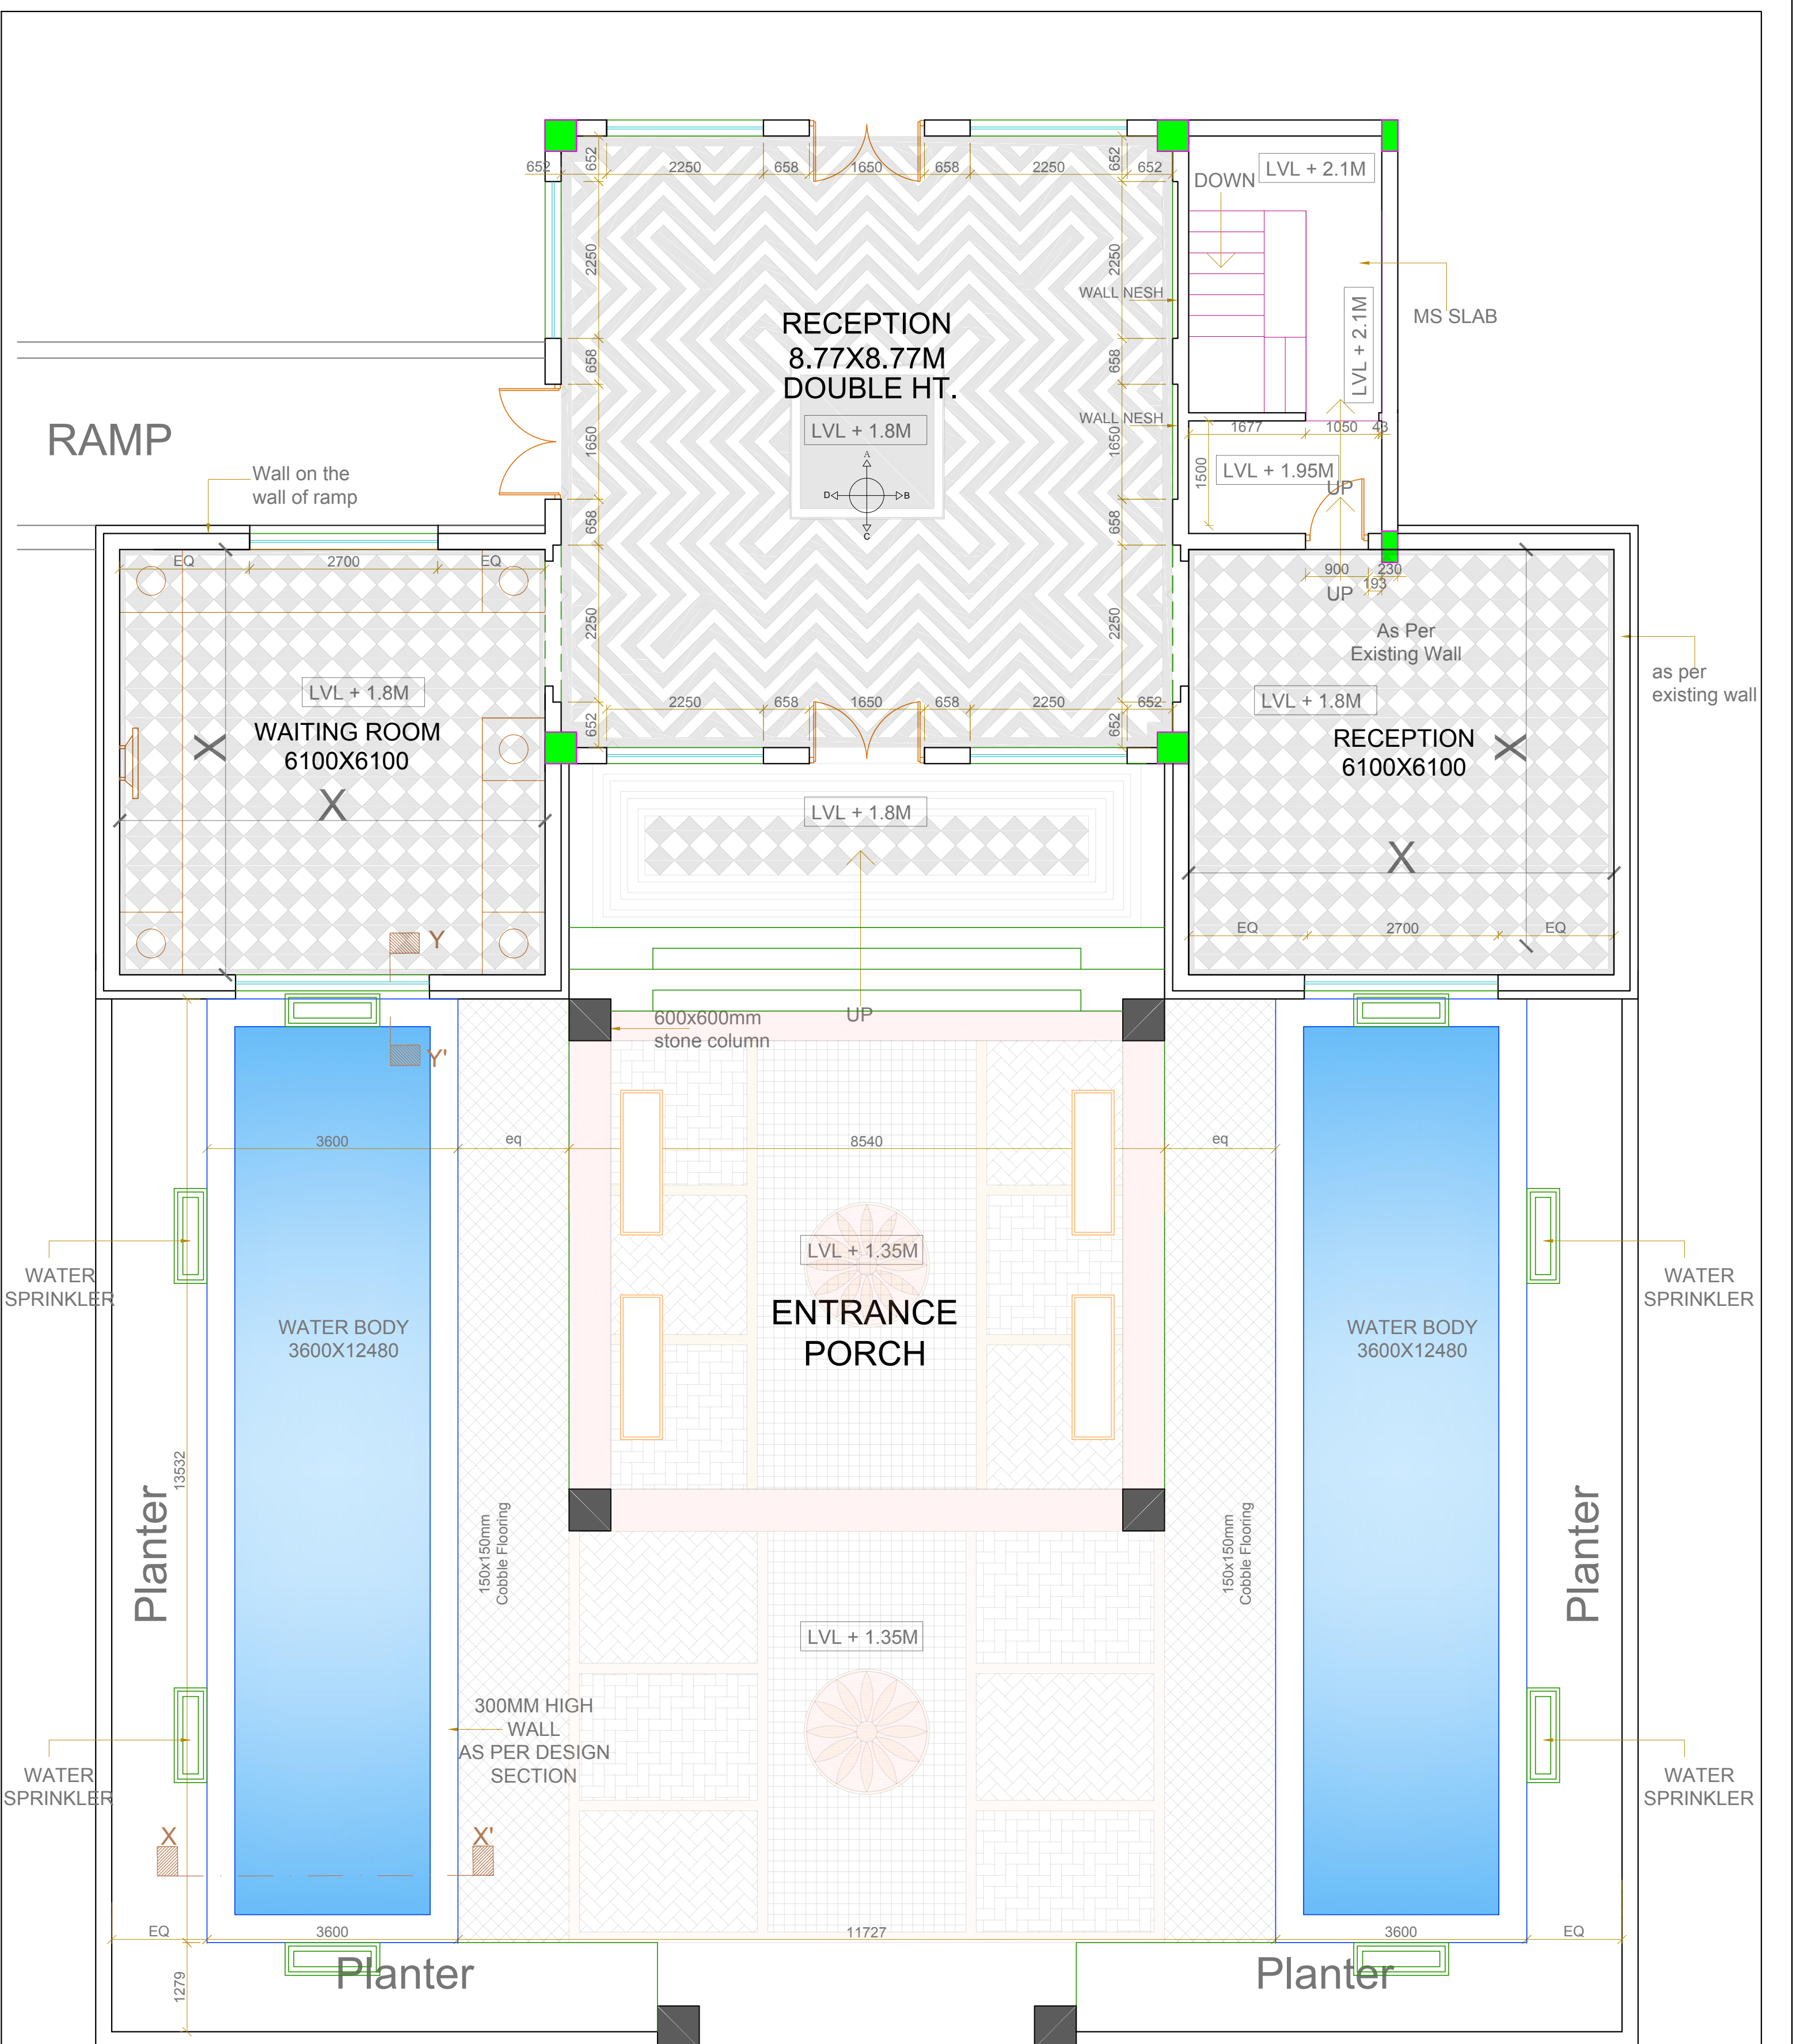 652
652
2250
658
1650
658
2250
652
652
DOWN
LVL + 2.1M
2250
2250
WALL NESH
LVL + 2.1M
MS SLAB
RECEPTION
8.77X8.77M
DOUBLE HT.
LVL + 1.8M
658
658
WALL NESH
1677
1050
43
RAMP
Wall on the
wall of ramp
1650
1650
A
D
B
C
1500
LVL + 1.95M
UP
658
658
EQ
2700
EQ
900
230
193
UP
2250
2250
As Per
Existing Wall
as per
existing wall
LVL + 1.8M
WAITING ROOM
6100X6100
X
X
LVL + 1.8M
RECEPTION
6100X6100
X
X
652
2250
658
1650
658
2250
652
652
LVL + 1.8M
EQ
2700
EQ
Y
Y'
600x600mm
stone column
UP
3600
eq
8540
eq
LVL + 1.35M
ENTRANCE
PORCH
WATER
SPRINKLER
WATER
SPRINKLER
WATER BODY
3600X12480
WATER BODY
3600X12480
13532
Planter
150x150mm
Cobble Flooring
150x150mm
Cobble Flooring
Planter
LVL + 1.35M
300MM HIGH
WALL
AS PER DESIGN
SECTION
WATER
SPRINKLER
WATER
SPRINKLER
X
X'
EQ
3600
11727
3600
EQ
1279
Planter
Planter